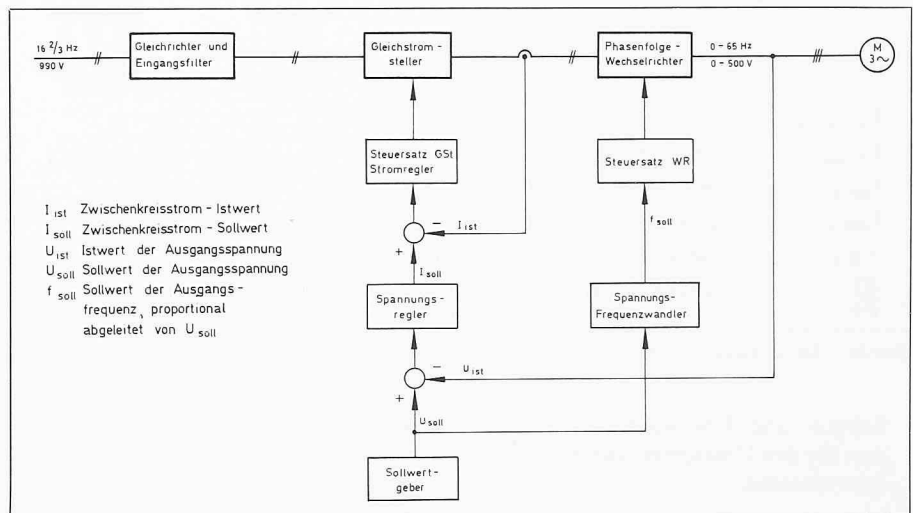 16 2/3 Hz
990 V
Gleichrichter und
Eingangsfilter
Gleichstrom-
steller
Phasenfolge-
Wechselrichter
0 – 65 Hz
0 – 500 V
M
3~
Steuersatz GSt
Stromregler
Steuersatz WR
I ist Zwischenkreisstrom – Istwert
I soll Zwischenkreisstrom – Sollwert
U ist Istwert der Ausgangsspannung
U soll Sollwert der Ausgangsspannung
f soll Sollwert der Ausgangs-
frequenz, proportional
abgeleitet von U soll
– I ist
+
f soll
I soll
Spannungs-
regler
Spannungs-
Frequenzwandler
– U ist
+
U soll
Sollwert-
geber